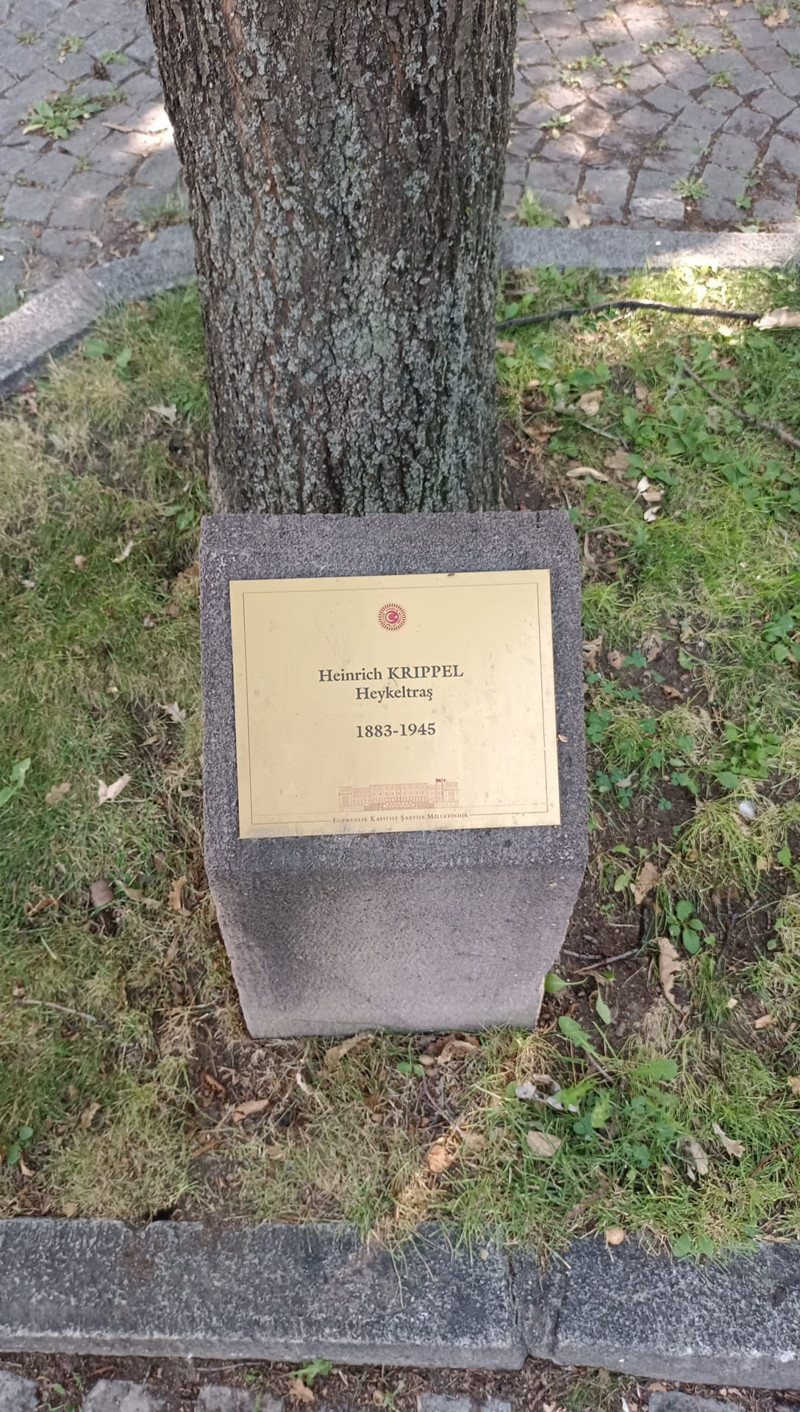 Heinrich KRIPPEL
Heykeltraş
1883-1945
EGEMENLİK KAYITSIZ ŞARTSIZ MİLLETİNDİR